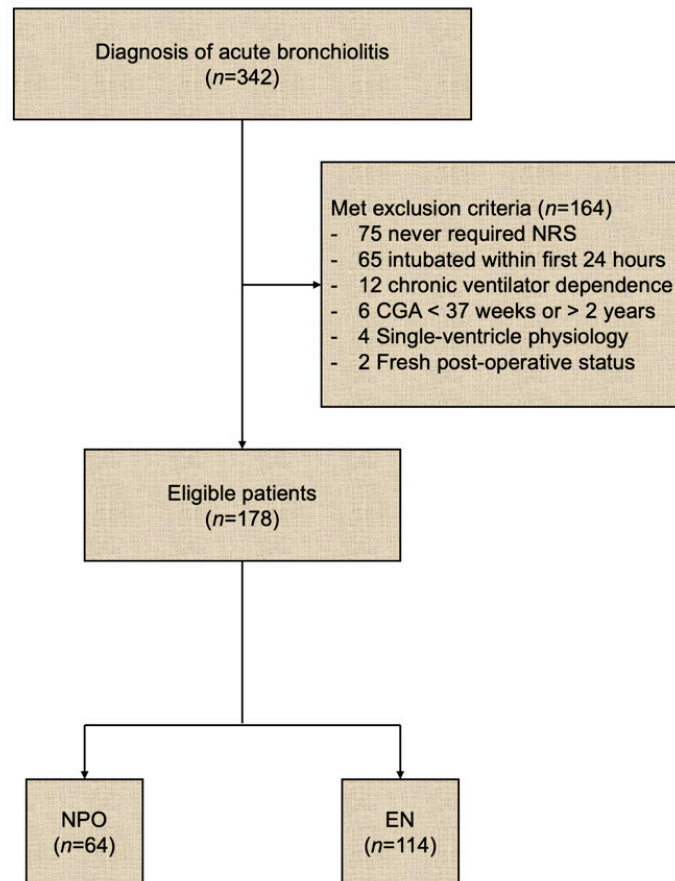 Diagnosis of acute bronchiolitis
(n=342)
Met exclusion criteria (n=164)
- 75 never required NRS
- 65 intubated within first 24 hours
- 12 chronic ventilator dependence
- 6 CGA < 37 weeks or > 2 years
- 4 Single-ventricle physiology
- 2 Fresh post-operative status
Eligible patients
(n=178)
NPO
(n=64)
EN
(n=114)